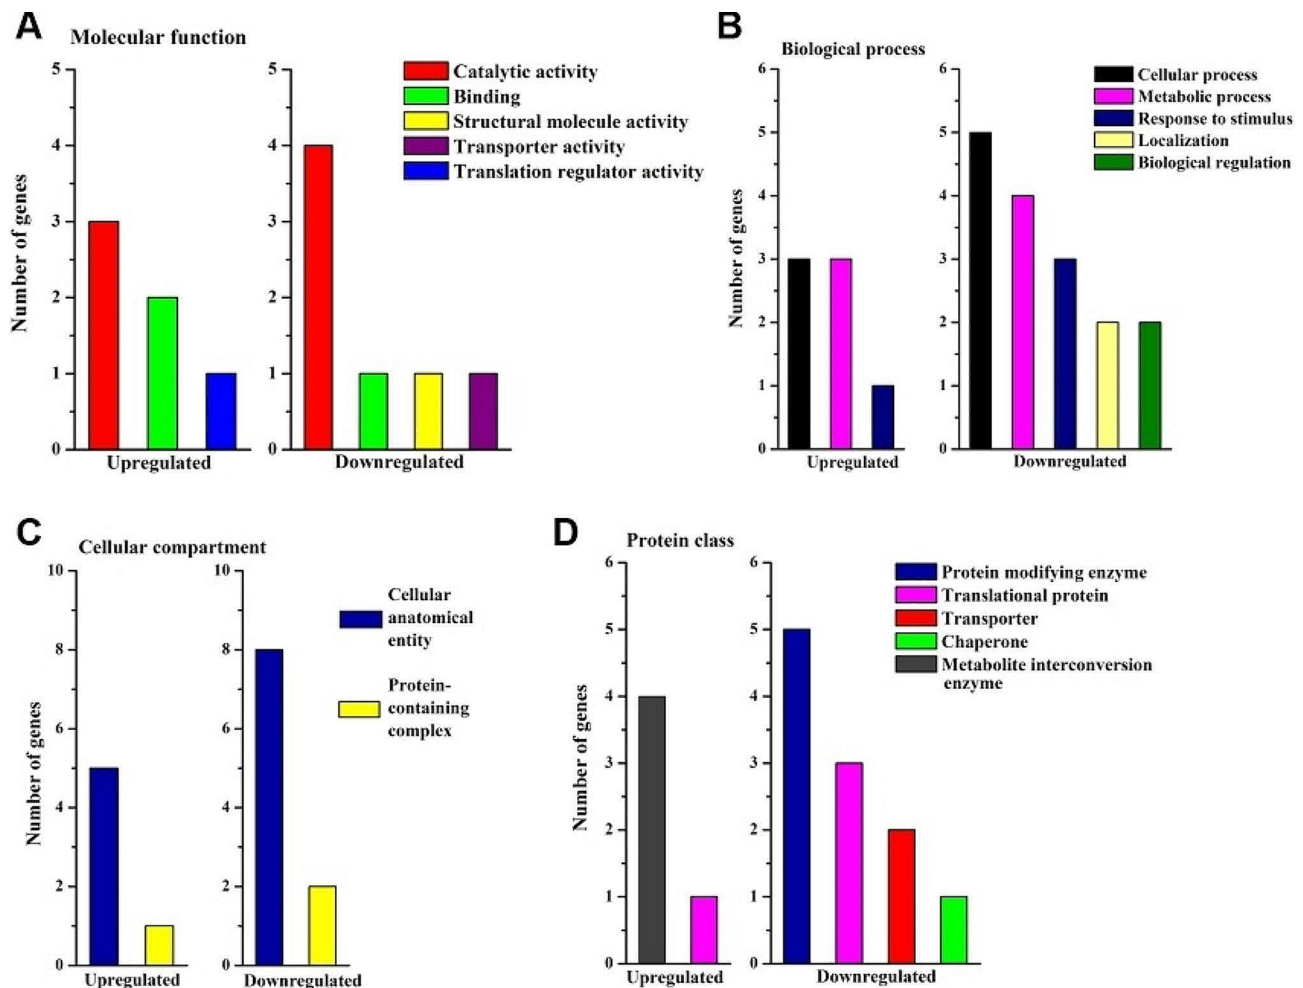 A
Molecular function
Number of genes
5
4
3
2
1
0
Upregulated
5
4
3
2
1
0
Downregulated
Catalytic activity
Binding
Structural molecule activity
Transporter activity
Translation regulator activity
B
Biological process
Number of genes
6
5
4
3
2
1
0
Upregulated
6
5
4
3
2
1
0
Downregulated
Cellular process
Metabolic process
Response to stimulus
Localization
Biological regulation
C
Cellular compartment
Number of genes
10
8
6
4
2
0
Upregulated
10
8
6
4
2
0
Downregulated
Cellular
anatomical
entity
Protein-
containing
complex
D
Protein class
Number of genes
6
5
4
3
2
1
0
Upregulated
6
5
4
3
2
1
0
Downregulated
Protein modifying enzyme
Translational protein
Transporter
Chaperone
Metabolite interconversion
enzyme